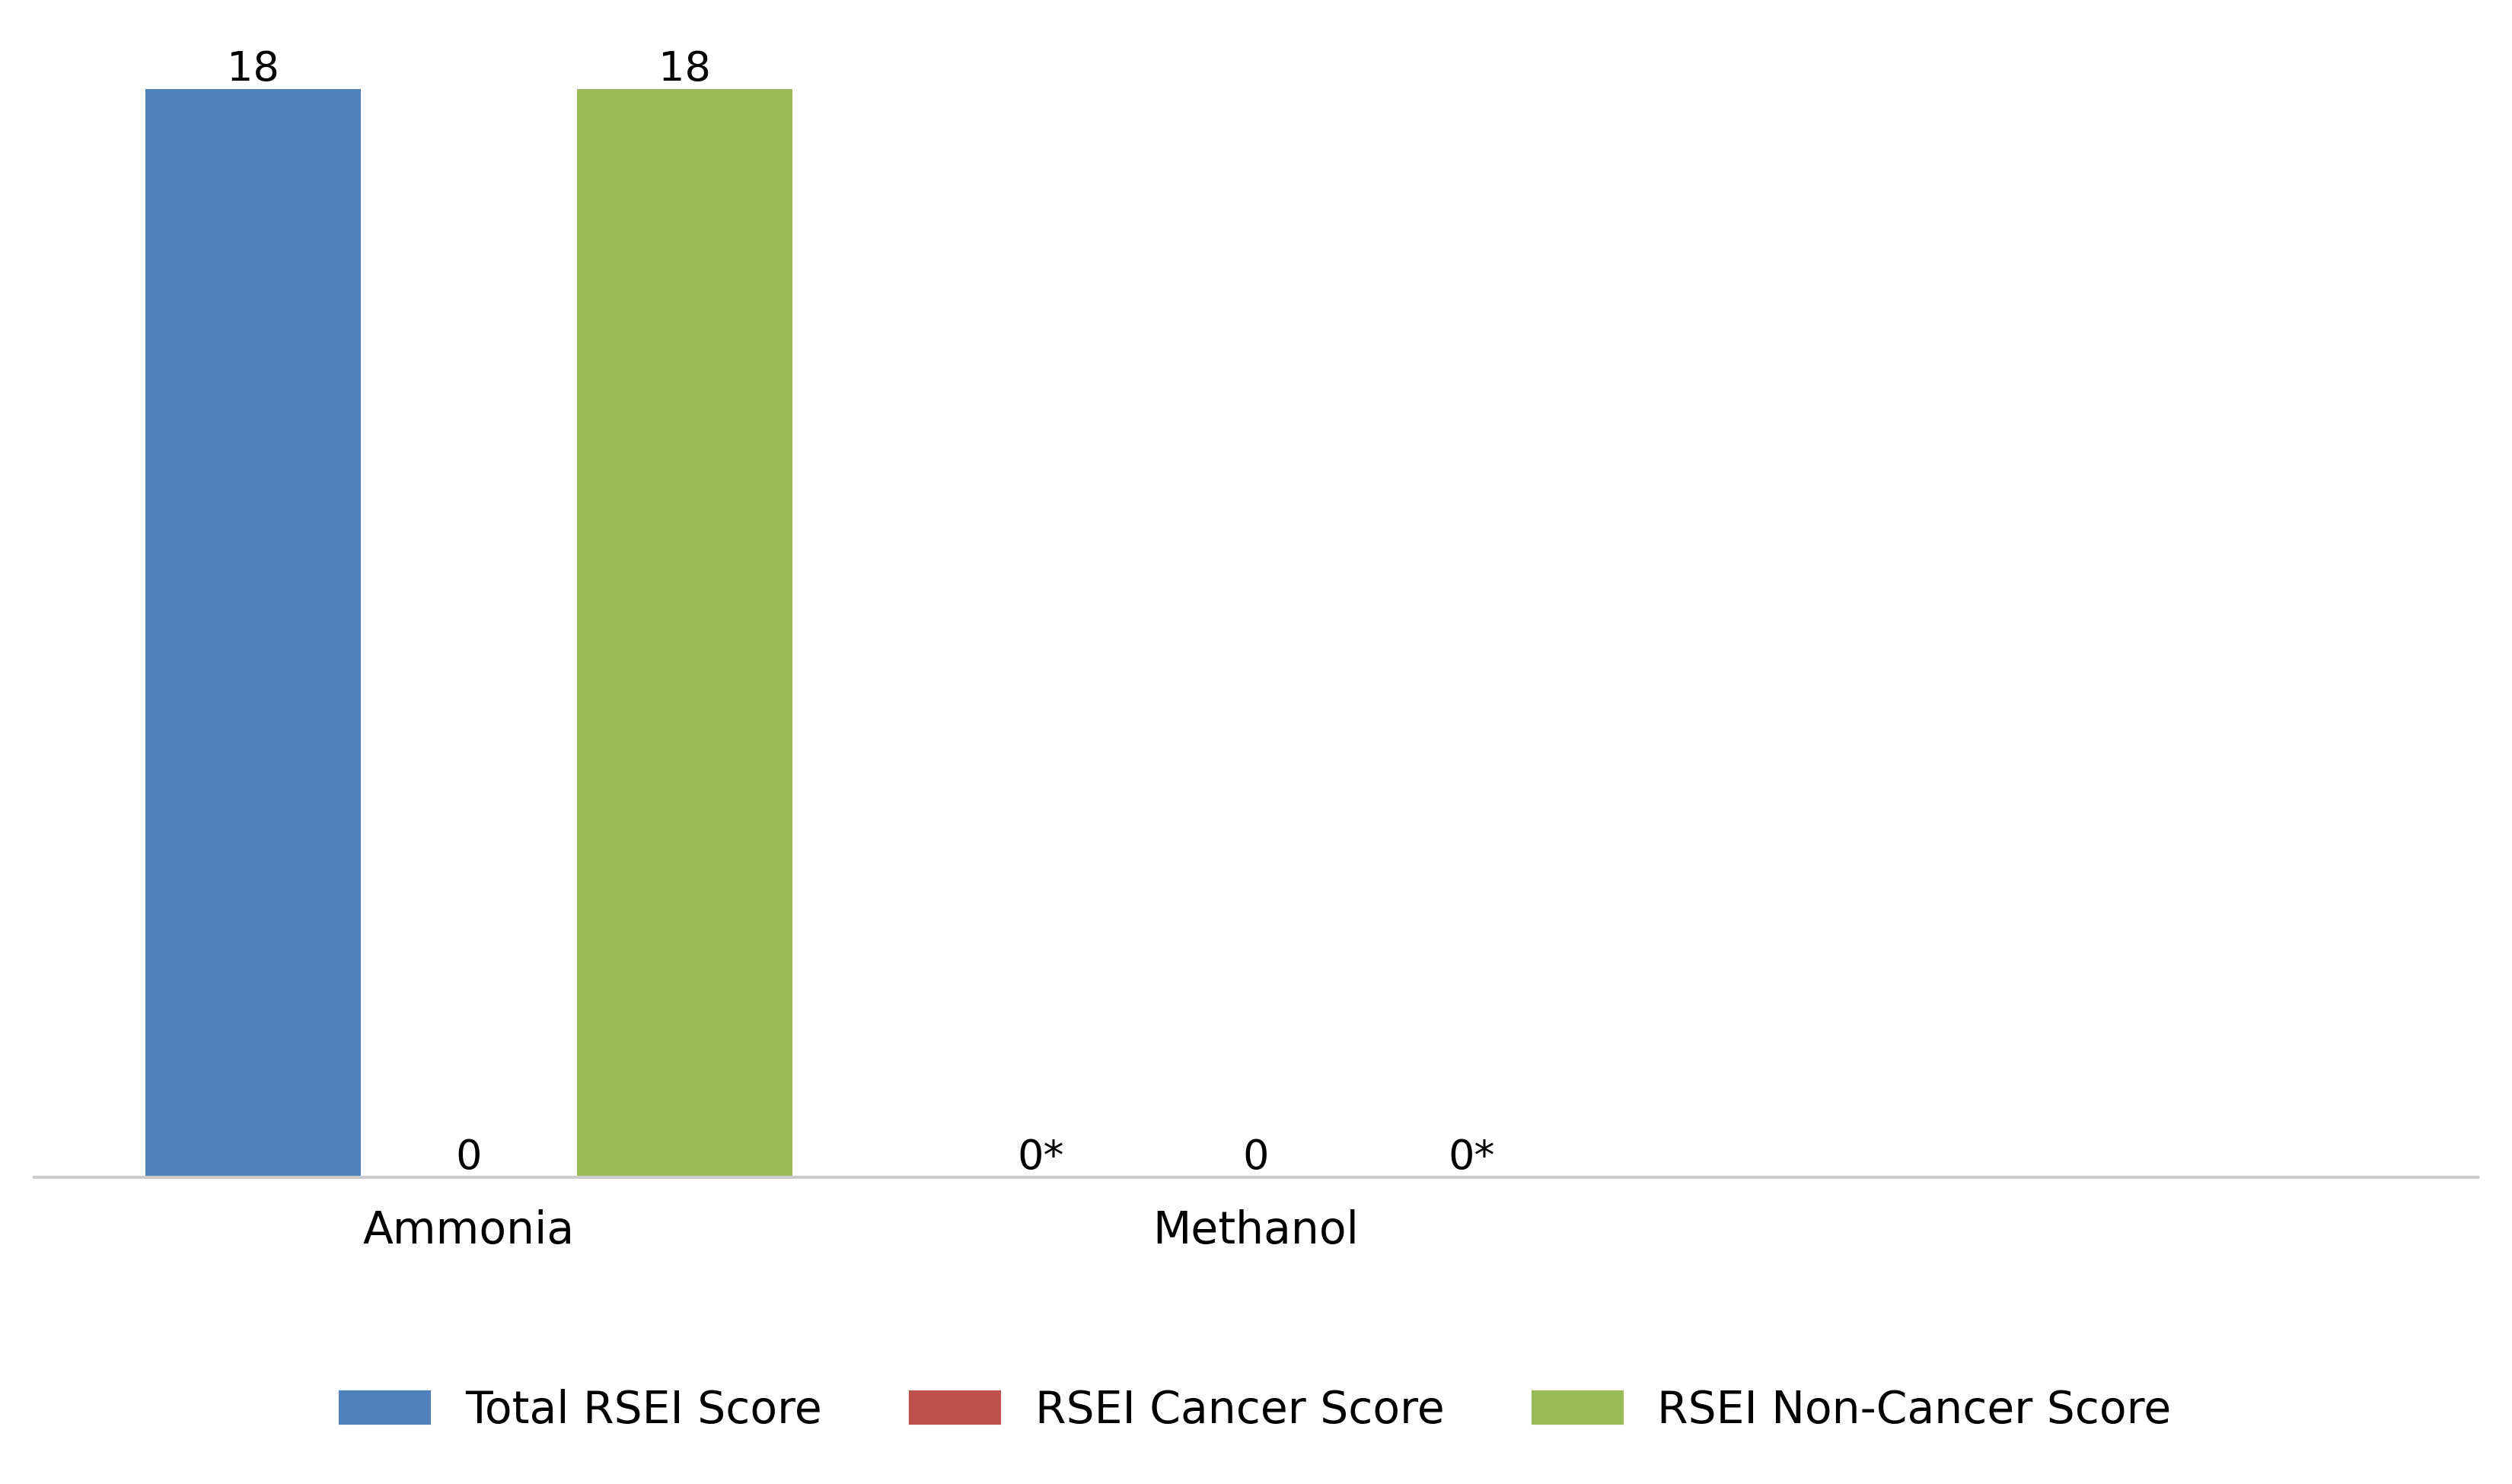 18 18
0 0* 0 0*
Ammonia Methanol
Total RSEI Score RSEI Cancer Score RSEI Non-Cancer Score